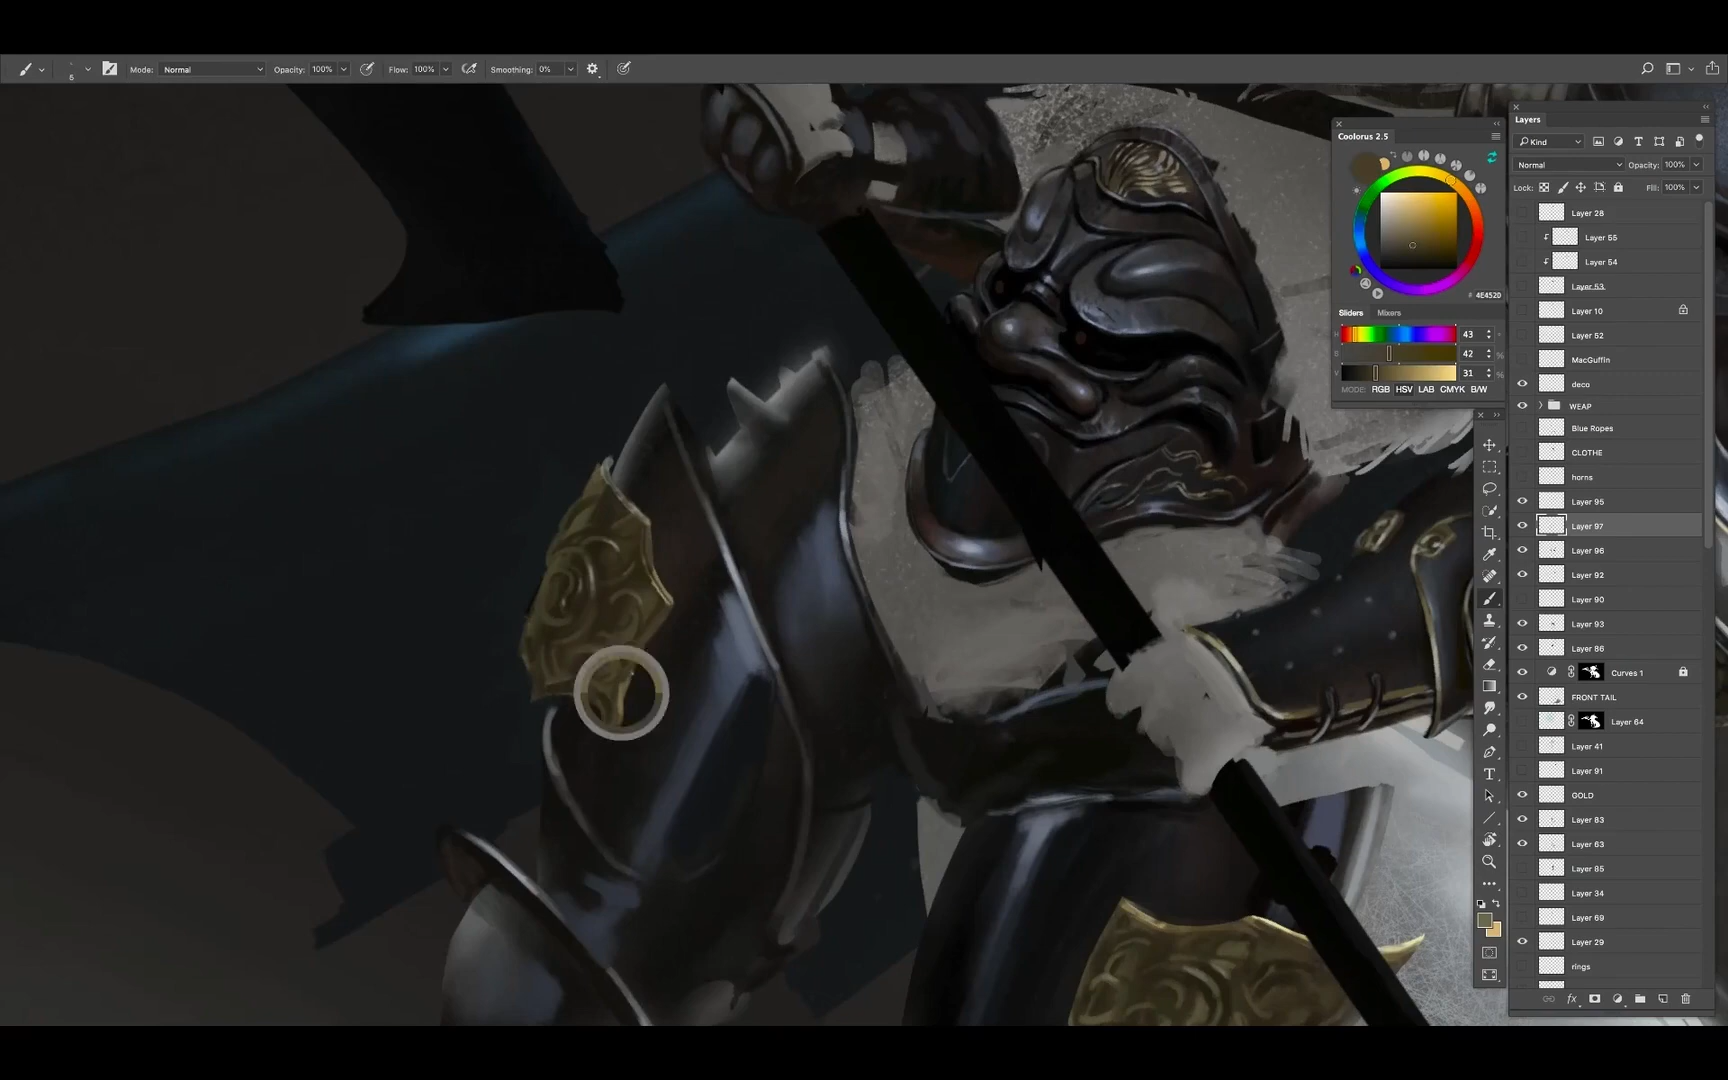 Mode: Normal Opacity: 100% Flow: 100% Smoothing: 0%
5
Coolorus 2.5
# 4E4520
Sliders Mixers
H 43 °
S 42 %
V 31 %
MODE: RGB HSV LAB CMYK B/W
Layers
Kind
Normal Opacity: 100%
Lock: Fill: 100%
Layer 28
Layer 55
Layer 54
Layer 53
Layer 10
Layer 52
MacGuffin
deco
WEAP
Blue Ropes
CLOTHE
horns
Layer 95
Layer 97
Layer 96
Layer 92
Layer 90
Layer 93
Layer 86
Curves 1
FRONT TAIL
Layer 64
Layer 41
Layer 91
GOLD
Layer 83
Layer 63
Layer 85
Layer 34
Layer 69
Layer 29
rings
fx